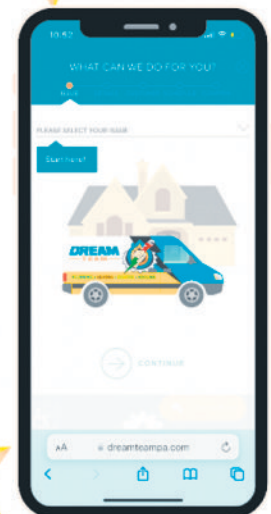 10:52
WHAT CAN WE DO FOR YOU?
PLEASE SELECT YOUR ISSUE
Start here!
DREAM
TEAM
CONTINUE
AA
dreamteampa.com